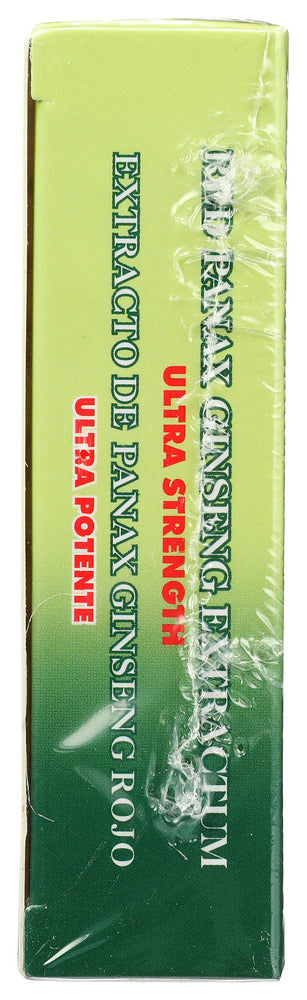 RED PANAX GINSENG EXTRACTUM
ULTRA STRENGTH
EXTRACTO DE PANAX GINSENG ROJO
ULTRA POTENTE